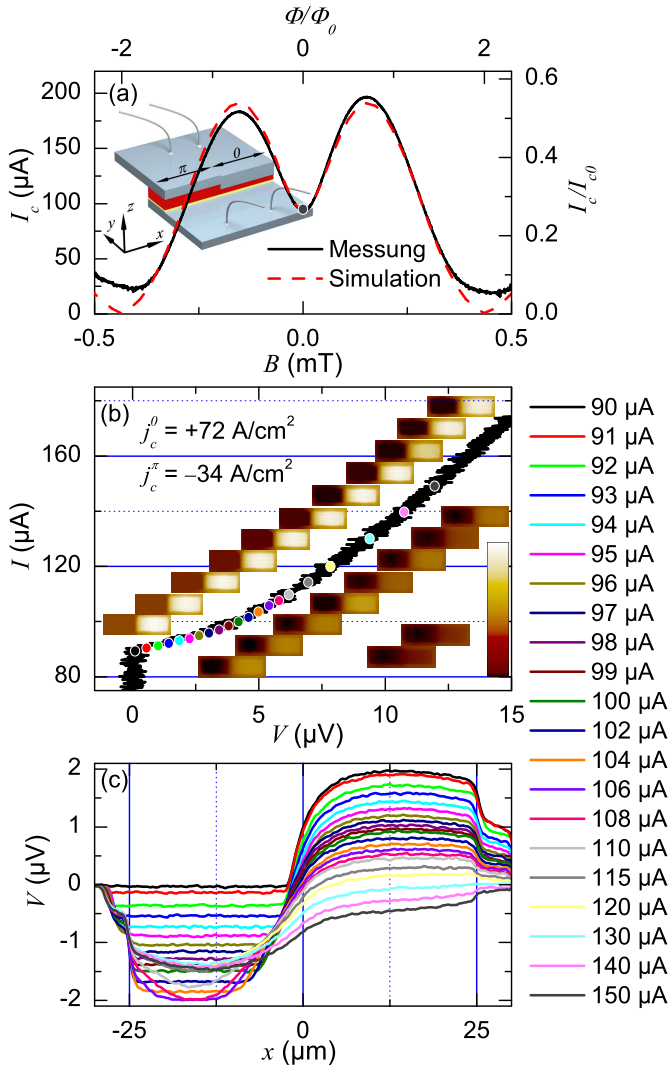 Φ/Φ0
-2 0 2
(a)
200
150
100
50
0
Ic (µA)
π 0
z
y
x
Messung
Simulation
0.6
0.4
0.2
0.0
Ic/Ic0
-0.5 0.0 0.5
B (mT)
(b)
jc0 = +72 A/cm2
jcπ = –34 A/cm2
160
120
80
I (µA)
0 5 10 15
V (µV)
90 µA
91 µA
92 µA
93 µA
94 µA
95 µA
96 µA
97 µA
98 µA
99 µA
100 µA
102 µA
104 µA
106 µA
108 µA
110 µA
115 µA
120 µA
130 µA
140 µA
150 µA
(c)
2
1
0
-1
-2
V (µV)
-25 0 25
x (µm)